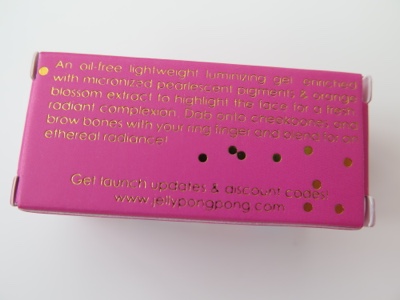 An oil-free lightweight luminizing gel enriched
with micronized pearlescent pigments & orange
blossom extract to highlight the face for a fresh,
radiant complexion. Dab onto cheekbones and
brow bones with your ring finger and blend for an
ethereal radiance!
Get launch updates & discount codes!
www.jellypongpong.com